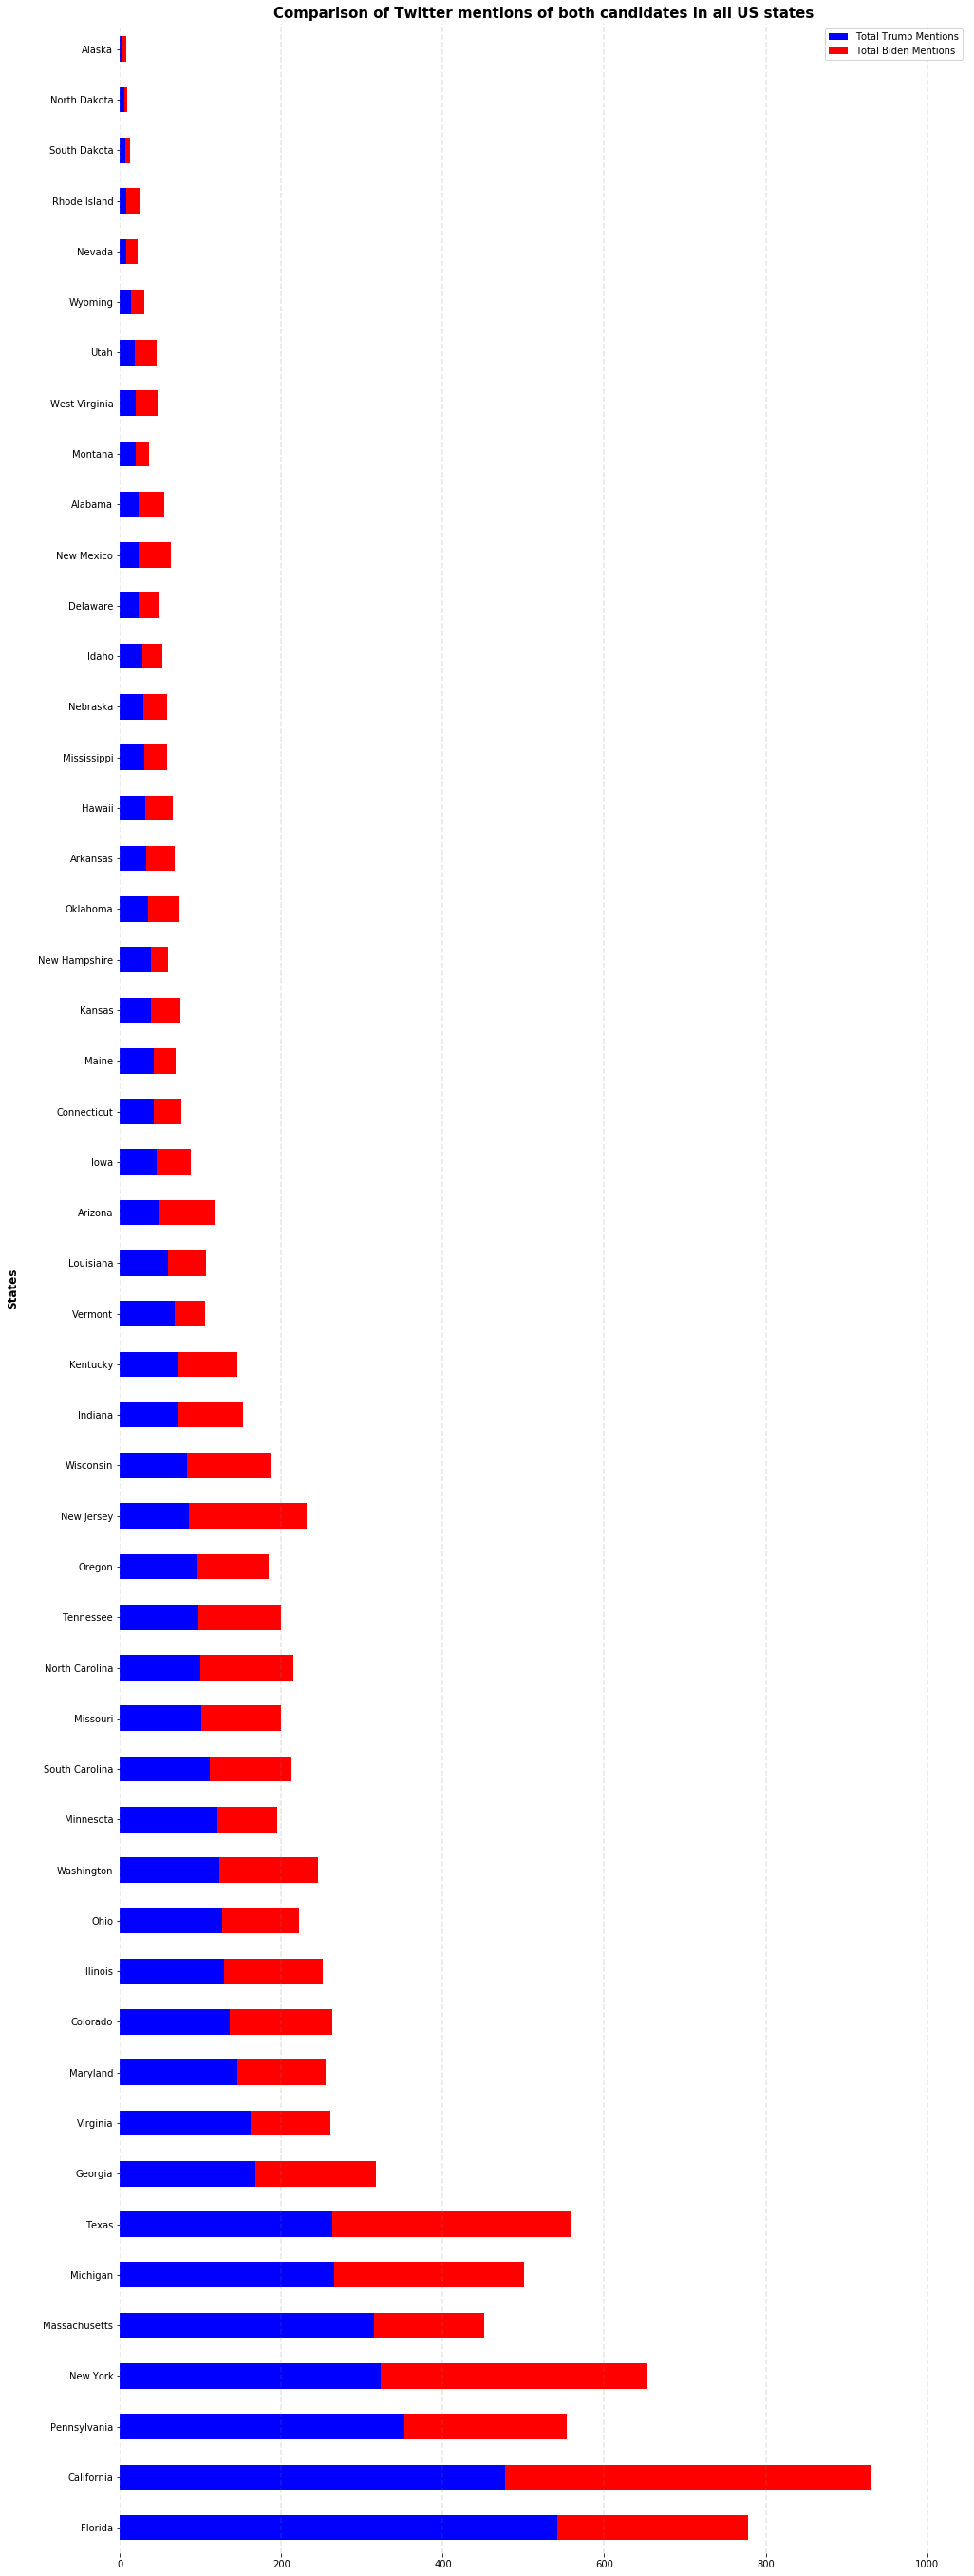 Comparison of Twitter mentions of both candidates in all US states
Total Trump Mentions
Total Biden Mentions
Alaska
North Dakota
South Dakota
Rhode Island
Nevada
Wyoming
Utah
West Virginia
Montana
Alabama
New Mexico
Delaware
Idaho
Nebraska
Mississippi
Hawaii
Arkansas
Oklahoma
New Hampshire
Kansas
Maine
Connecticut
Iowa
Arizona
Louisiana
Vermont
Kentucky
Indiana
Wisconsin
New Jersey
Oregon
Tennessee
North Carolina
Missouri
South Carolina
Minnesota
Washington
Ohio
Illinois
Colorado
Maryland
Virginia
Georgia
Texas
Michigan
Massachusetts
New York
Pennsylvania
California
Florida
States
0 200 400 600 800 1000